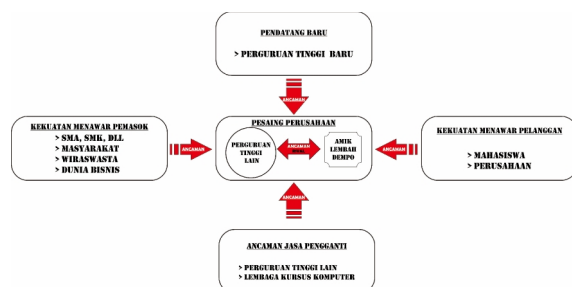 PENDATANG BARU
> PERGURUAN TINGGI BARU
ANCAMAN
KEKUATAN MENAWAR PEMASOK
> SMA, SMK, DLL
> MASYARAKAT
> WIRASWASTA
> DUNIA BISNIS
ANCAMAN
PESAING PERUSAHAAN
PERGURUAN
TINGGI
LAIN
ANCAMAN
AMIK
LEMBAH
DEMPO
ANCAMAN
KEKUATAN MENAWAR PELANGGAN
> MAHASISWA
> PERUSAHAAN
ANCAMAN
ANCAMAN JASA PENGGANTI
> PERGURUAN TINGGI LAIN
> LEMBAGA KURSUS KOMPUTER